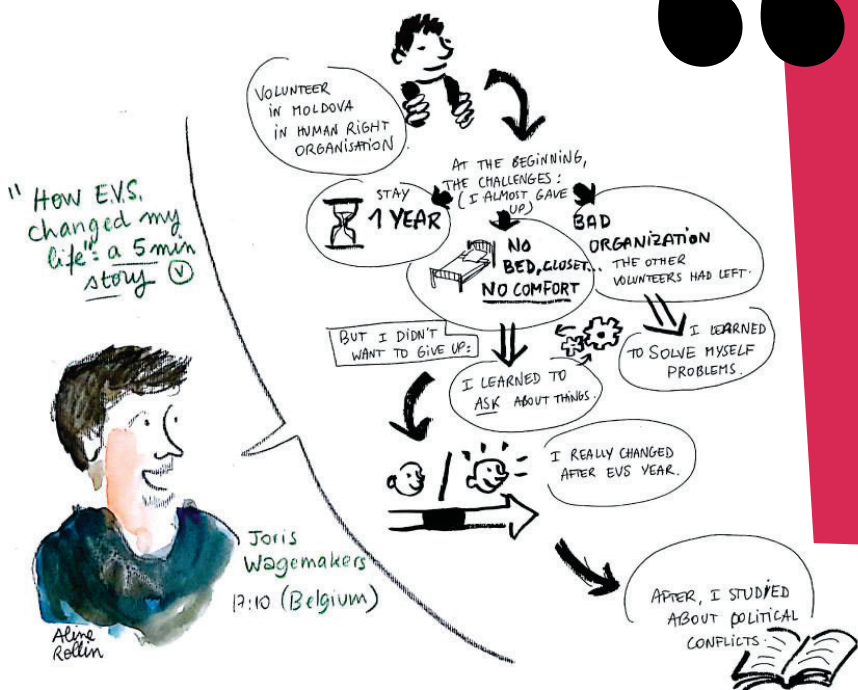 "How E.V.S.
changed my
life": a 5 min
story V
VOLUNTEER
IN MOLDOVA
IN HUMAN RIGHT
ORGANISATION.
AT THE BEGINNING,
THE CHALLENGES:
(I ALMOST GAVE
UP)
STAY
1 YEAR
NO
BED, CLOSET...
NO COMFORT
BAD
ORGANIZATION
THE OTHER
VOLUNTEERS HAD LEFT.
BUT I DIDN'T
WANT TO GIVE UP:
I LEARNED TO
ASK ABOUT THINGS.
I LEARNED
TO SOLVE MYSELF
PROBLEMS.
I REALLY CHANGED
AFTER EVS YEAR.
AFTER, I STUDIED
ABOUT POLITICAL
CONFLICTS.
Joris
Wagemakers
17:10 (Belgium)
Aline
Rollin